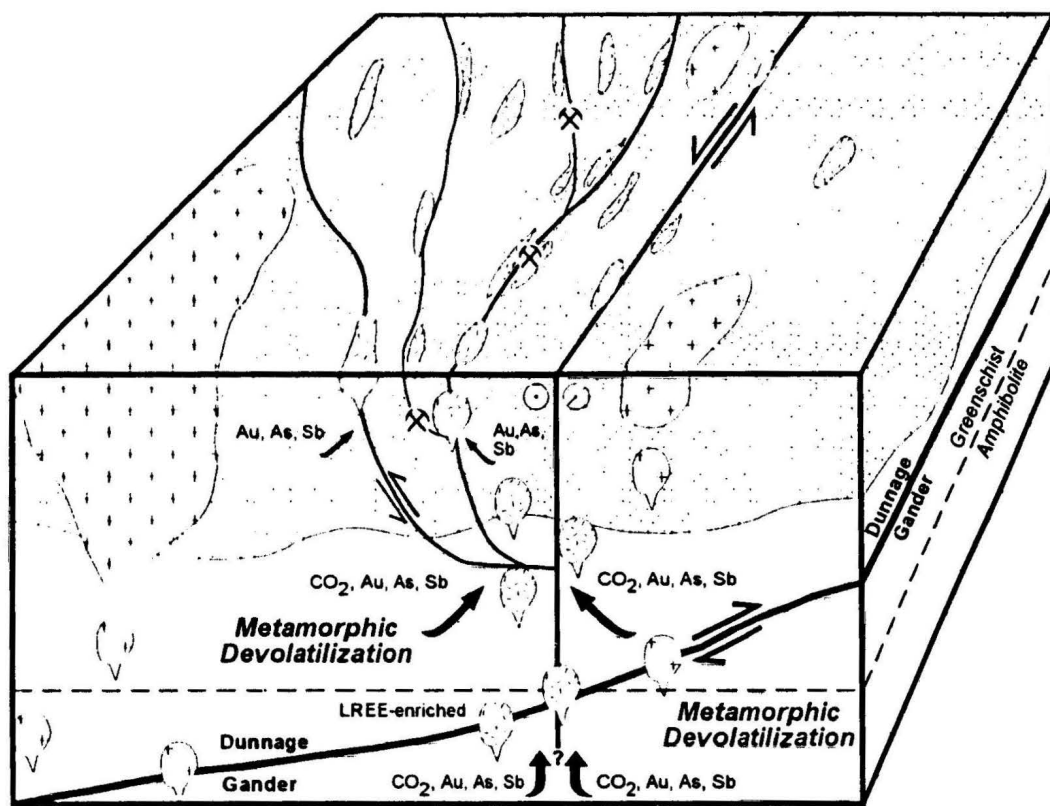 Au, As, Sb
Au, As,
Sb
Dunnage
Gander
Greenschist
Amphibolite
CO₂, Au, As, Sb
CO₂, Au, As, Sb
Metamorphic
Devolatilization
LREE-enriched
Metamorphic
Devolatilization
Dunnage
Gander
?
CO₂, Au, As, Sb
CO₂, Au, As, Sb